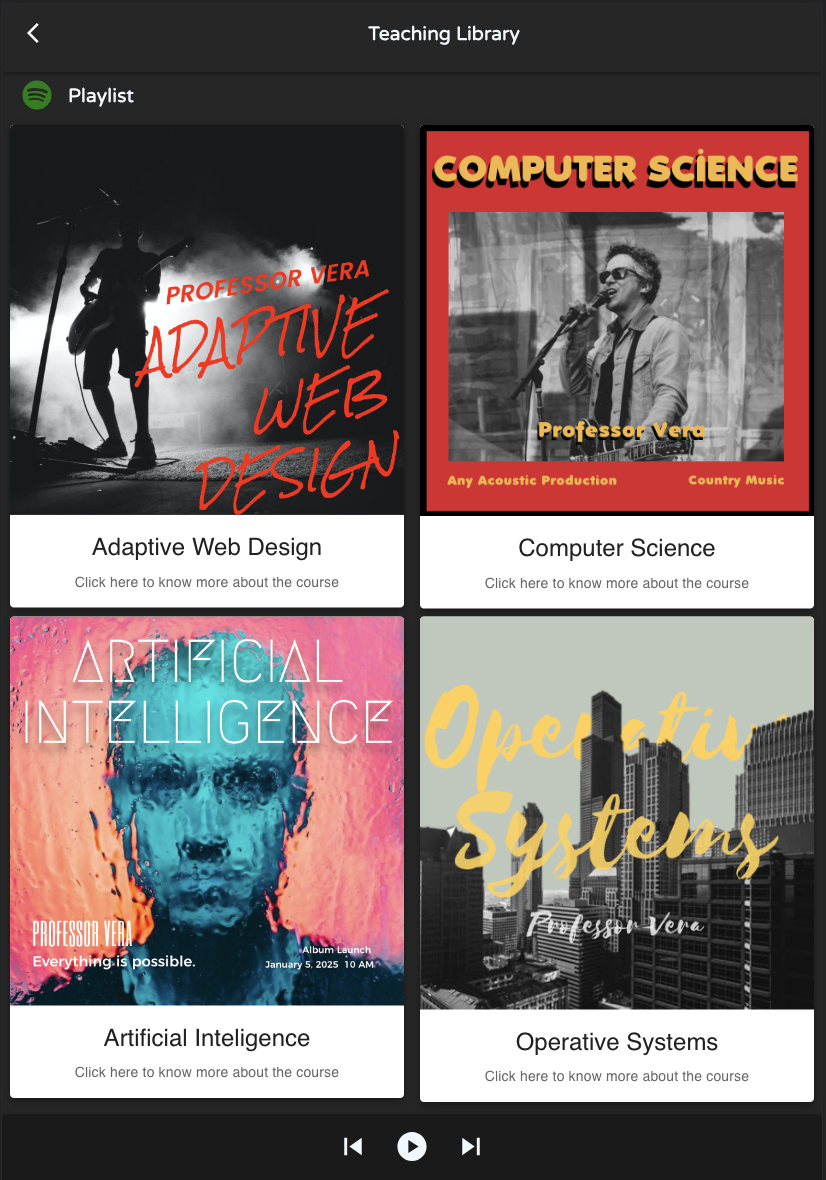 Teaching Library
Playlist
PROFESSOR VERA
ADAPTIVE
WEB
DESIGN
Adaptive Web Design
Click here to know more about the course
COMPUTER SCIENCE
Professor Vera
Any Acoustic Production
Country Music
Computer Science
Click here to know more about the course
ARTIFICIAL
INTELLIGENCE
PROFESSOR VERA
Everything is possible.
Album Launch
January 5, 2025 10 AM
Artificial Inteligence
Click here to know more about the course
Operative
Systems
Professor Vera
Operative Systems
Click here to know more about the course